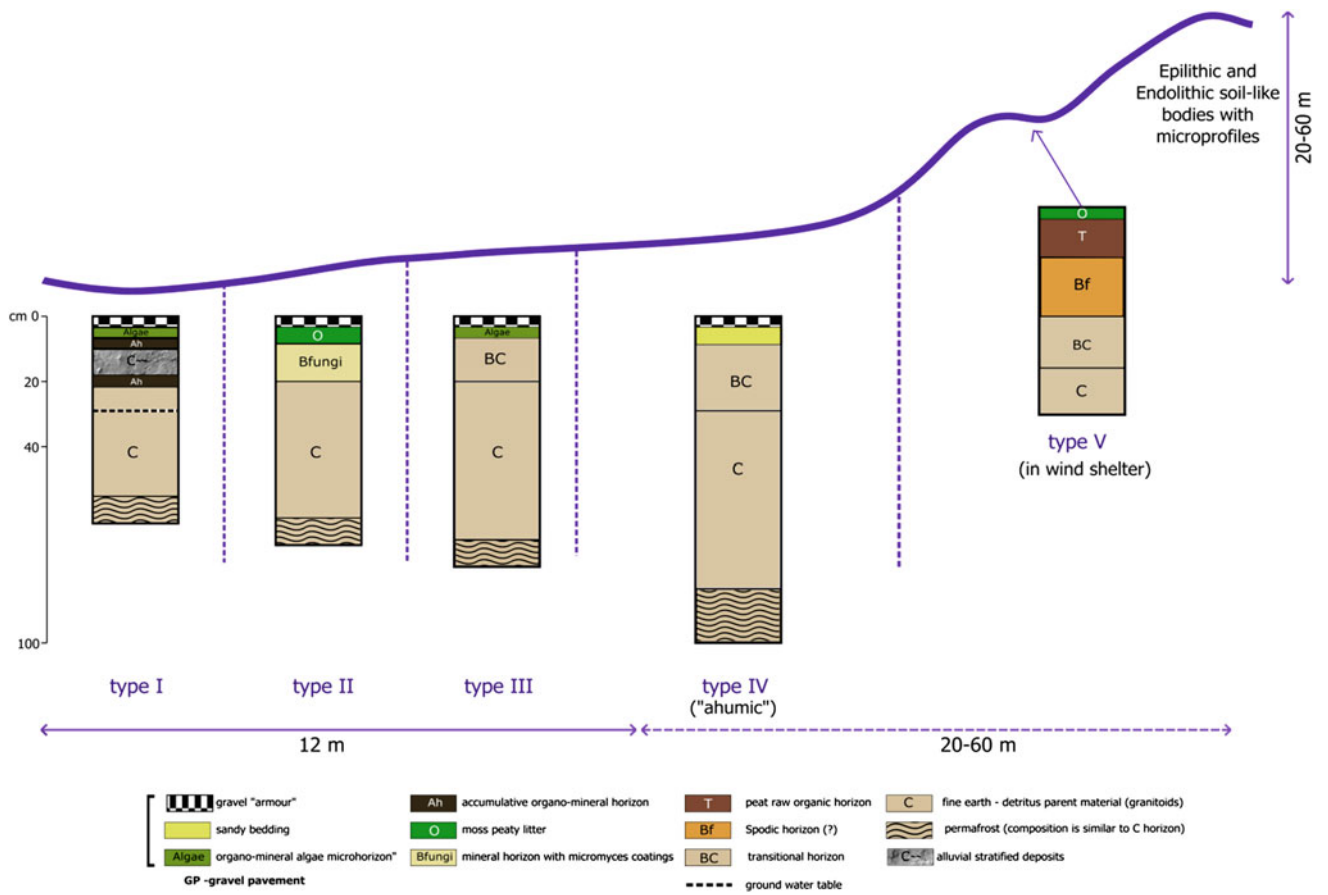 Epilithic and
Endolithic soil-like
bodies with
microprofiles
20-60 m
O
T
Bf
BC
C
type V
(in wind shelter)
cm 0
20
40
100
Algae
Ah
C~~
Ah
C
O
Bfungi
C
Algae
BC
C
BC
C
type I
type II
type III
type IV
("ahumic")
12 m
20-60 m
gravel "armour"
Ah accumulative organo-mineral horizon
T peat raw organic horizon
C fine earth - detritus parent material (granitoids)
sandy bedding
O moss peaty litter
Bf Spodic horizon (?)
permafrost (composition is similar to C horizon)
Algae organo-mineral algae microhorizon"
Bfungi mineral horizon with micromyces coatings
BC transitional horizon
C~~ alluvial stratified deposits
GP -gravel pavement
ground water table